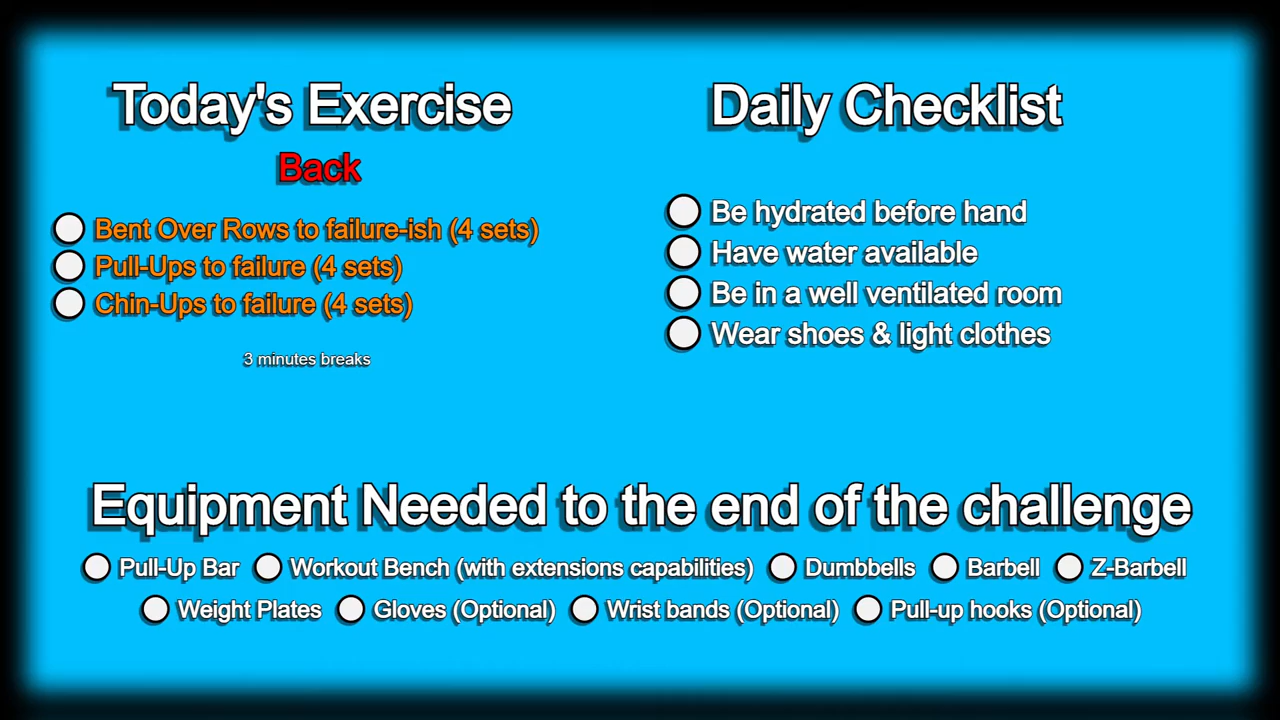 Today's Exercise
Back
Bent Over Rows to failure-ish (4 sets)
Pull-Ups to failure (4 sets)
Chin-Ups to failure (4 sets)
3 minutes breaks
Daily Checklist
Be hydrated before hand
Have water available
Be in a well ventilated room
Wear shoes & light clothes
Equipment Needed to the end of the challenge
Pull-Up Bar Workout Bench (with extensions capabilities) Dumbbells Barbell Z-Barbell
Weight Plates Gloves (Optional) Wrist bands (Optional) Pull-up hooks (Optional)